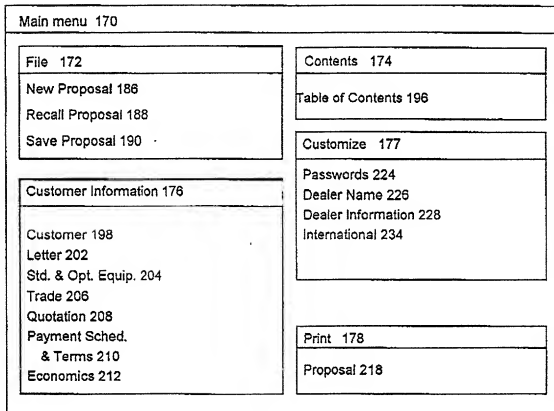 Main menu 170
File 172
New Proposal 186
Recall Proposal 188
Save Proposal 190
Contents 174
Table of Contents 196
Customize 177
Passwords 224
Dealer Name 226
Dealer Information 228
International 234
Customer Information 176
Customer 198
Letter 202
Std. & Opt. Equip. 204
Trade 206
Quotation 208
Payment Sched.
& Terms 210
Economics 212
Print 178
Proposal 218